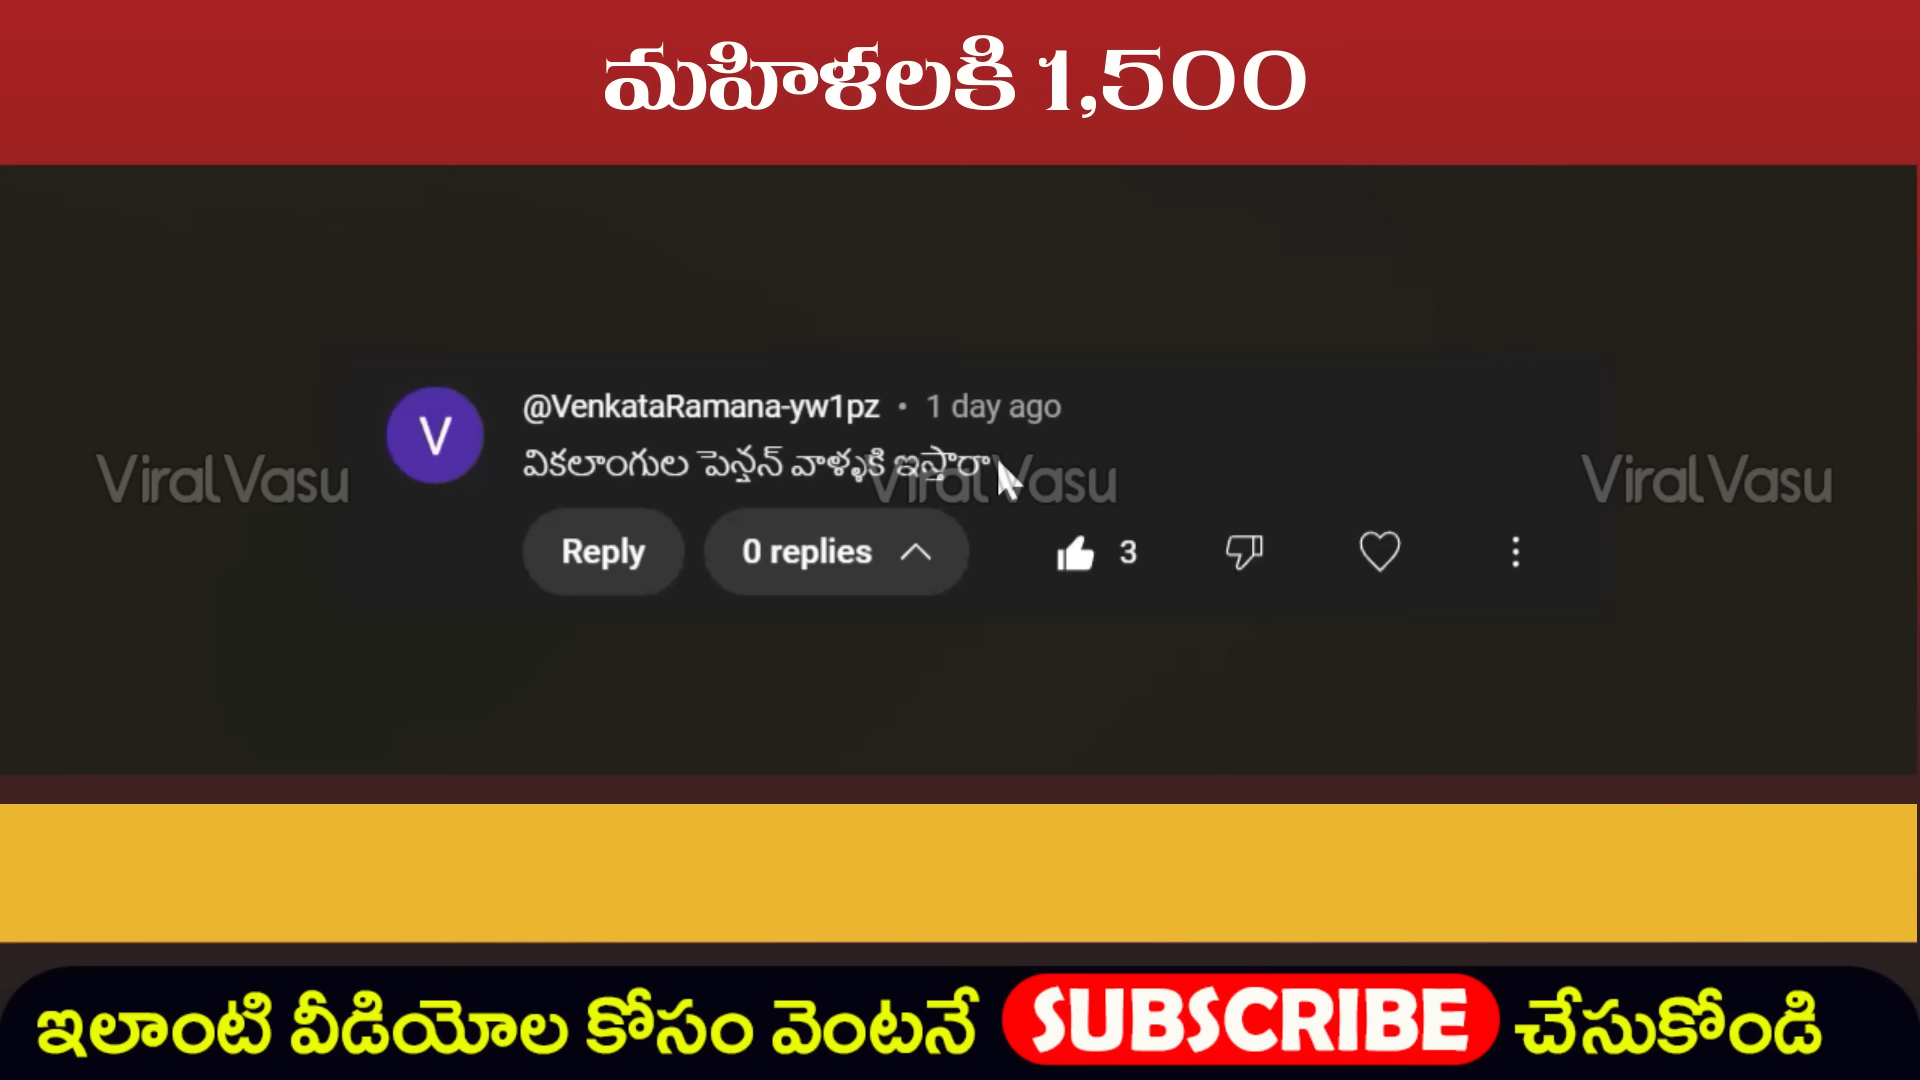 మహిళలకి 1,500
@VenkataRamana-yw1pz • 1 day ago
వికలాంగుల పెన్షన్ వాళ్ళకి ఇస్తారా
Viral Vasu Viral Vasu Viral Vasu
Reply 0 replies 3
ఇలాంటి వీడియోల కోసం వెంటనే SUBSCRIBE చేసుకోండి